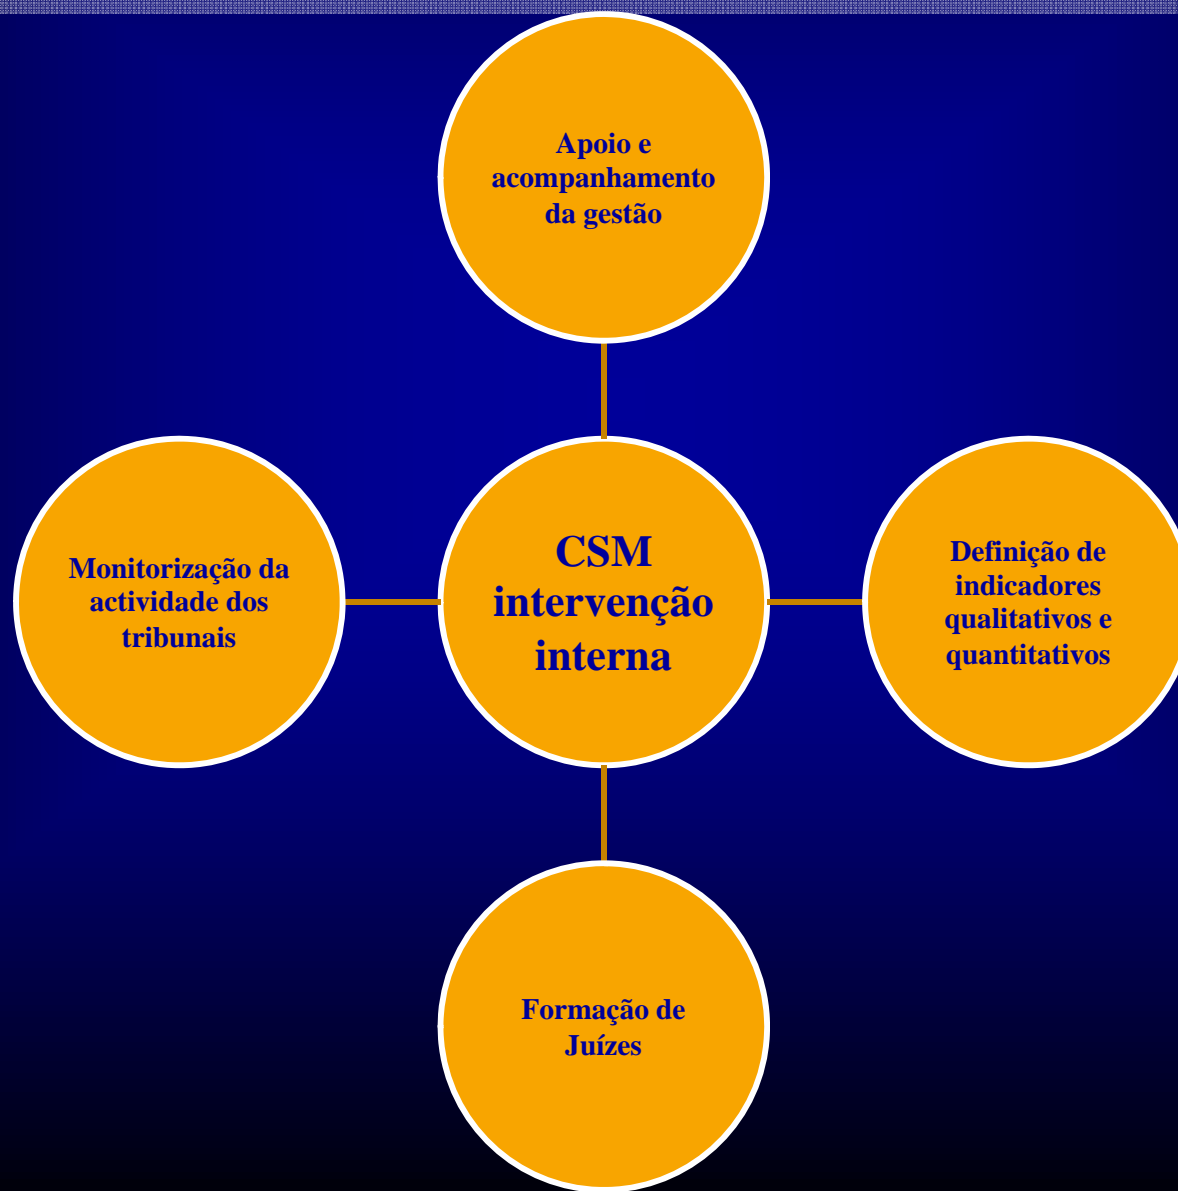 Apoio e
acompanhamento
da gestão
Monitorização da
actividade dos
tribunais
CSM
intervenção
interna
Definição de
indicadores
qualitativos e
quantitativos
Formação de
Juízes